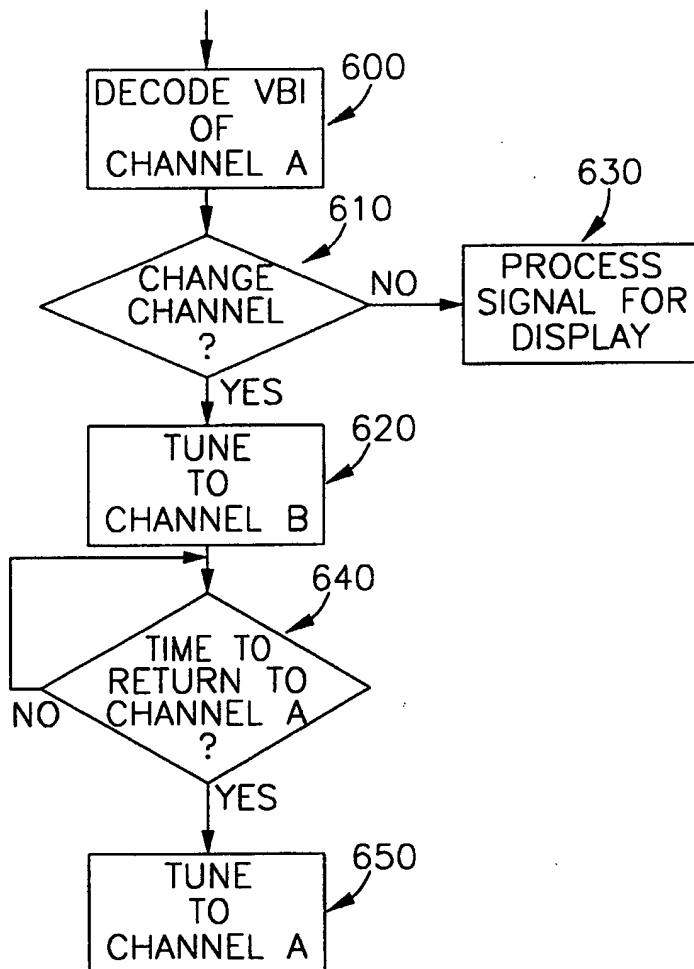 600
DECODE VBI
OF
CHANNEL A
610
CHANGE
CHANNEL
?
NO
YES
630
PROCESS
SIGNAL FOR
DISPLAY
620
TUNE
TO
CHANNEL B
640
TIME TO
RETURN TO
CHANNEL A
?
NO
YES
650
TUNE
TO
CHANNEL A